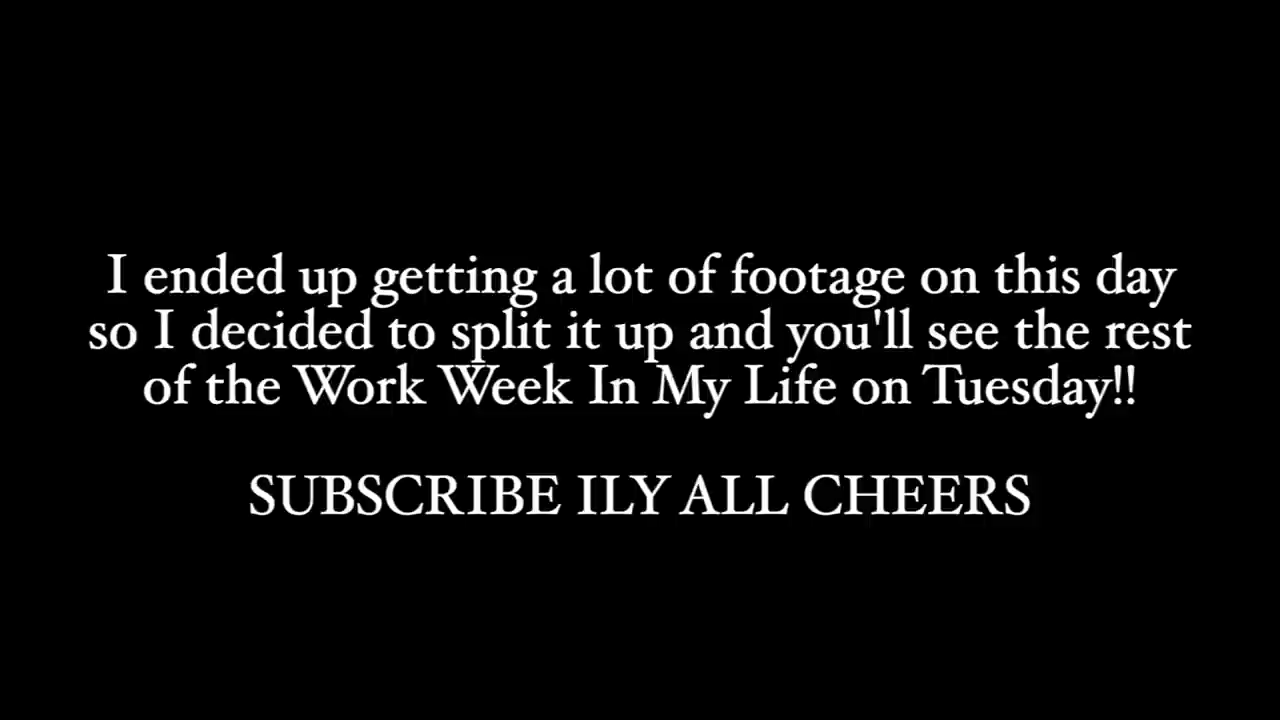 I ended up getting a lot of footage on this day
so I decided to split it up and you'll see the rest
of the Work Week In My Life on Tuesday!!
SUBSCRIBE ILY ALL CHEERS